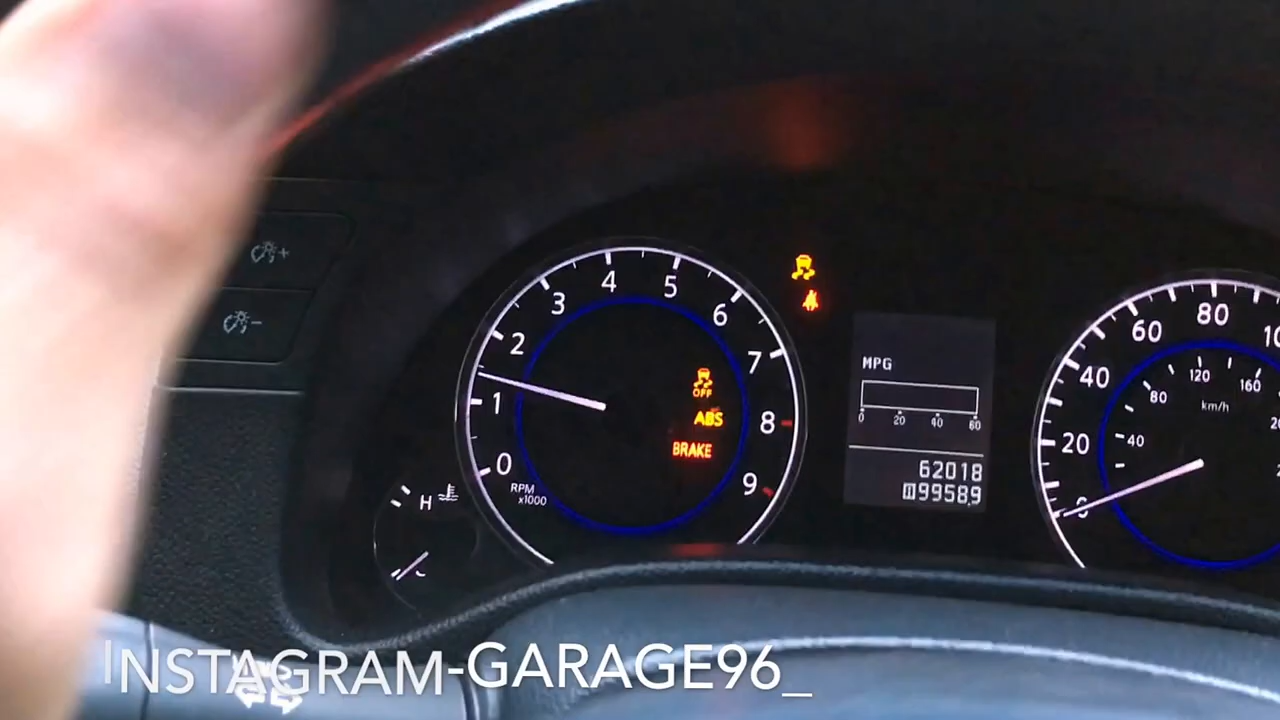 0 1 2 3 4 5 6 7 8 9
RPM
x1000
OFF
ABS
BRAKE
H
C
MPG
0 20 40 60
62018
99589
20 40 60 80
40 80 120 160
km/h
INSTAGRAM-GARAGE96_